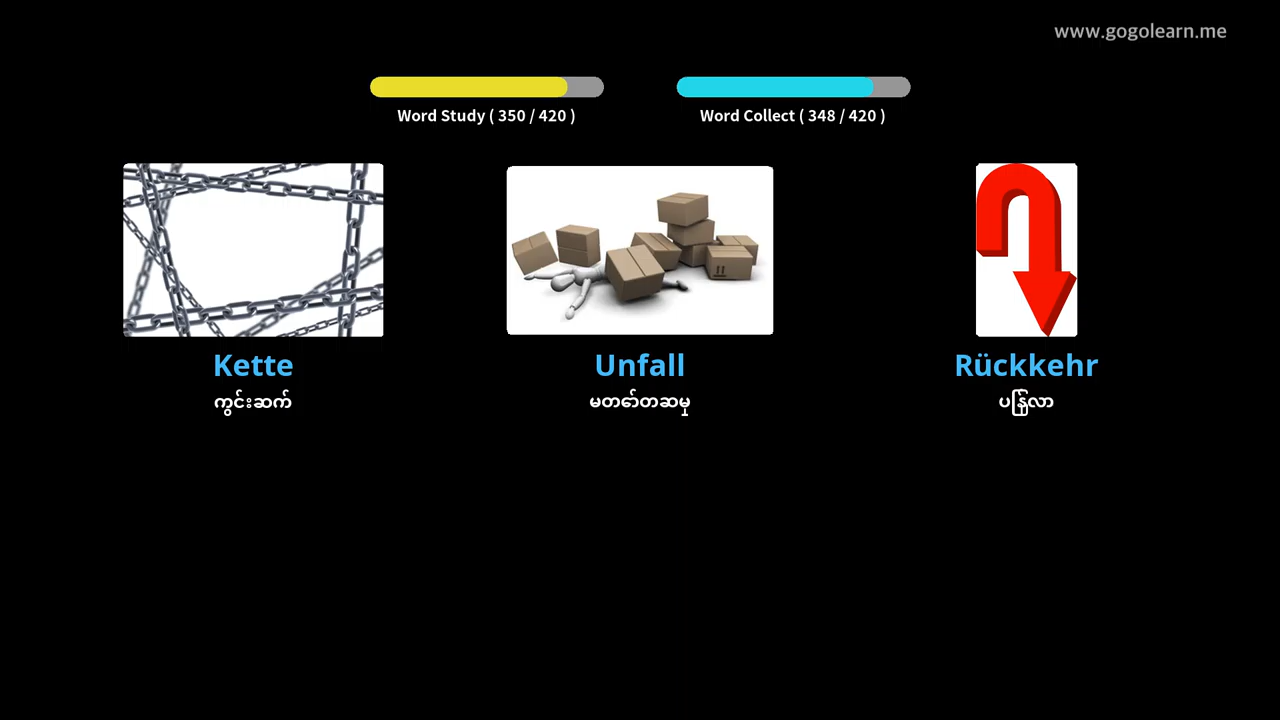 www.gogolearn.me
Word Study ( 350 / 420 )
Word Collect ( 348 / 420 )
Kette
Unfall
Rückkehr
ကွင်းဆက်
မတော်တဆမှု
ပြန်လာ